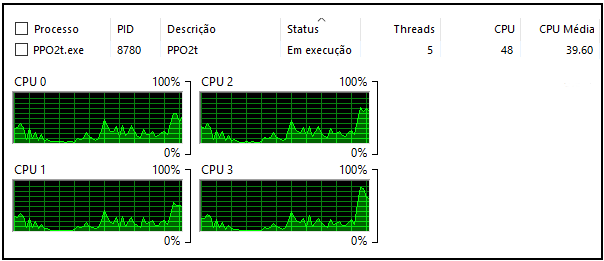 Processo PID Descrição Status Threads CPU CPU Média
PPO2t.exe 8780 PPO2t Em execução 5 48 39.60
CPU 0 100% CPU 2 100%
0% 0%
CPU 1 100% CPU 3 100%
0% 0%